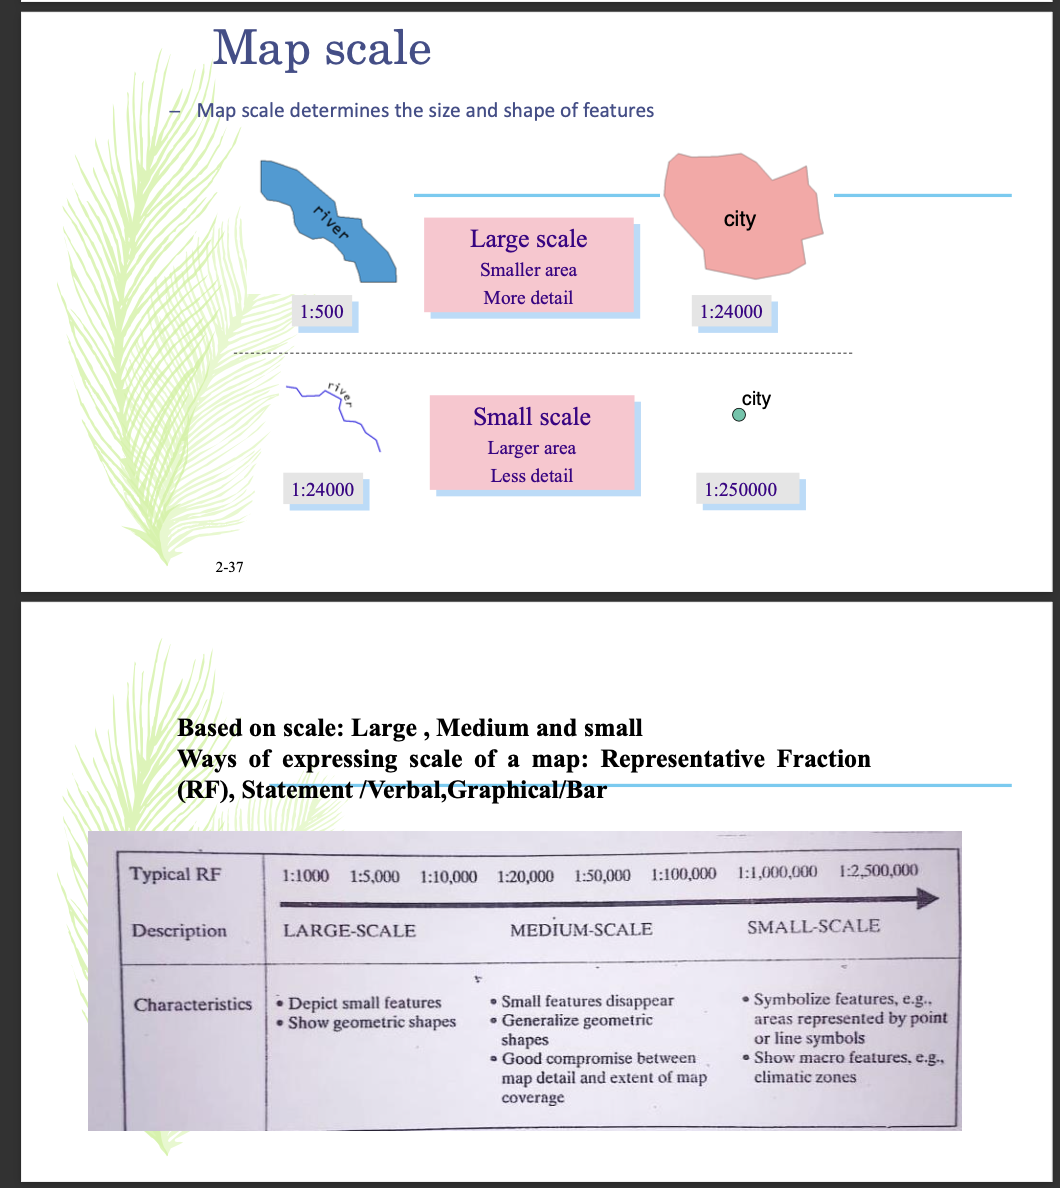 Map scale
– Map scale determines the size and shape of features
river
city
Large scale
Smaller area
More detail
1:500
1:24000
river
city
Small scale
Larger area
Less detail
1:24000
1:250000
2-37
Based on scale: Large , Medium and small
Ways of expressing scale of a map: Representative Fraction
(RF), Statement /Verbal,Graphical/Bar
Typical RF 1:1000 1:5,000 1:10,000 1:20,000 1:50,000 1:100,000 1:1,000,000 1:2,500,000
Description LARGE-SCALE MEDIUM-SCALE SMALL-SCALE
Characteristics
• Depict small features
• Show geometric shapes
• Small features disappear
• Generalize geometric
shapes
• Good compromise between
map detail and extent of map
coverage
• Symbolize features, e.g.,
areas represented by point
or line symbols
• Show macro features, e.g.,
climatic zones